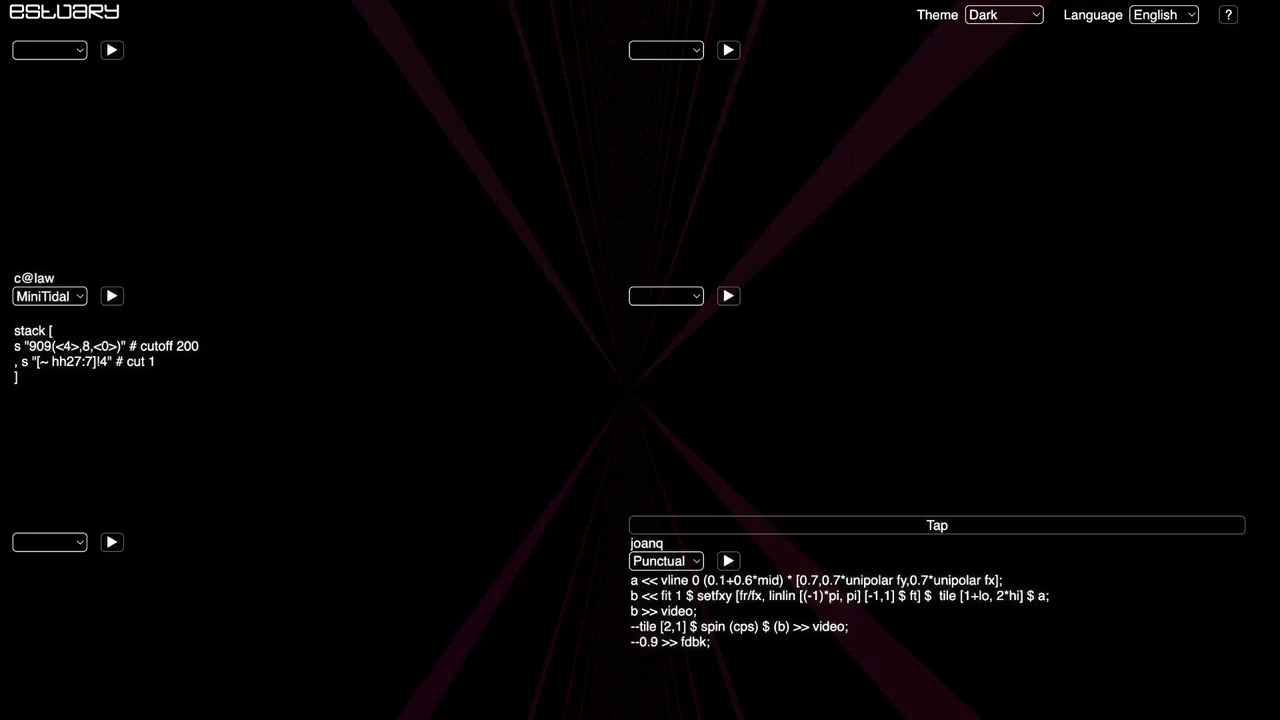 estuary
Theme Dark Language English ?
c@law
MiniTidal
stack [
s "909(<4>,8,<0>)" # cutoff 200
, s "[~ hh27:7]!4" # cut 1
]
Tap
joanq
Punctual
a << vline 0 (0.1+0.6*mid) * [0.7,0.7*unipolar fy,0.7*unipolar fx];
b << fit 1 $ setfxy [fr/fx, linlin [(-1)*pi, pi] [-1,1] $ ft] $  tile [1+lo, 2*hi] $ a;
b >> video;
--tile [2,1] $ spin (cps) $ (b) >> video;
--0.9 >> fdbk;